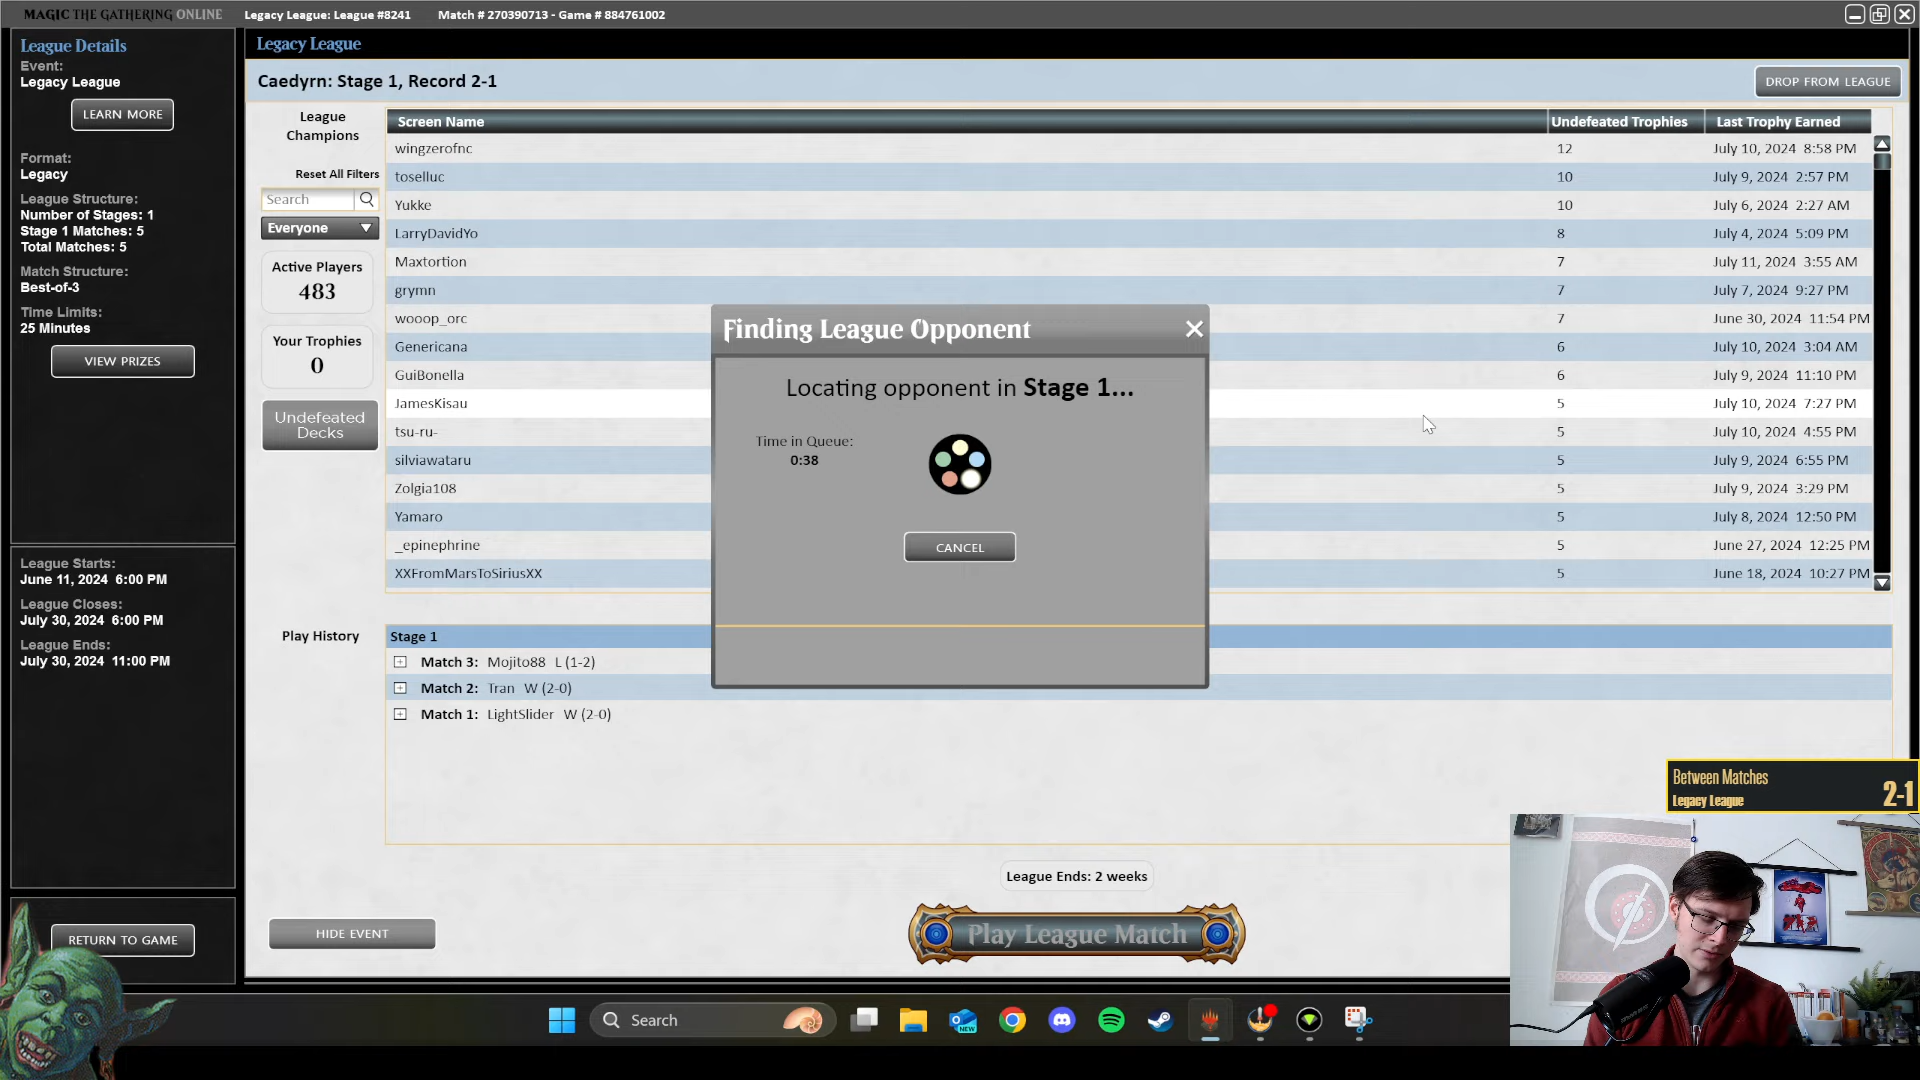 MAGIC THE GATHERING ONLINE
Legacy League: League #8241
Match # 270390713 - Game # 884761002
League Details
Event:
Legacy League
LEARN MORE
Format:
Legacy
League Structure:
Number of Stages: 1
Stage 1 Matches: 5
Total Matches: 5
Match Structure:
Best-of-3
Time Limits:
25 Minutes
VIEW PRIZES
League Starts:
June 11, 2024 6:00 PM
League Closes:
July 30, 2024 6:00 PM
League Ends:
July 30, 2024 11:00 PM
RETURN TO GAME
Legacy League
Caedyrn: Stage 1, Record 2-1
DROP FROM LEAGUE
League
Champions
Reset All Filters
Search
Everyone
Active Players
483
Your Trophies
0
Undefeated
Decks
Screen Name Undefeated Trophies Last Trophy Earned
wingzerofnc 12 July 10, 2024 8:58 PM
toselluc 10 July 9, 2024 2:57 PM
Yukke 10 July 6, 2024 2:27 AM
LarryDavidYo 8 July 4, 2024 5:09 PM
Maxtortion 7 July 11, 2024 3:55 AM
grymn 7 July 7, 2024 9:27 PM
wooop_orc 7 June 30, 2024 11:54 PM
Genericana 6 July 10, 2024 3:04 AM
GuiBonella 6 July 9, 2024 11:10 PM
JamesKisau 5 July 10, 2024 7:27 PM
tsu-ru- 5 July 10, 2024 4:55 PM
silviawataru 5 July 9, 2024 6:55 PM
Zolgia108 5 July 9, 2024 3:29 PM
Yamaro 5 July 8, 2024 12:50 PM
_epinephrine 5 June 27, 2024 12:25 PM
XXFromMarsToSiriusXX 5 June 18, 2024 10:27 PM
Finding League Opponent
Locating opponent in Stage 1...
Time in Queue:
0:38
CANCEL
Play History
Stage 1
Match 3: Mojito88 L (1-2)
Match 2: Tran W (2-0)
Match 1: LightSlider W (2-0)
League Ends: 2 weeks
HIDE EVENT
Play League Match
Between Matches
Legacy League
2-1
Search
NEW